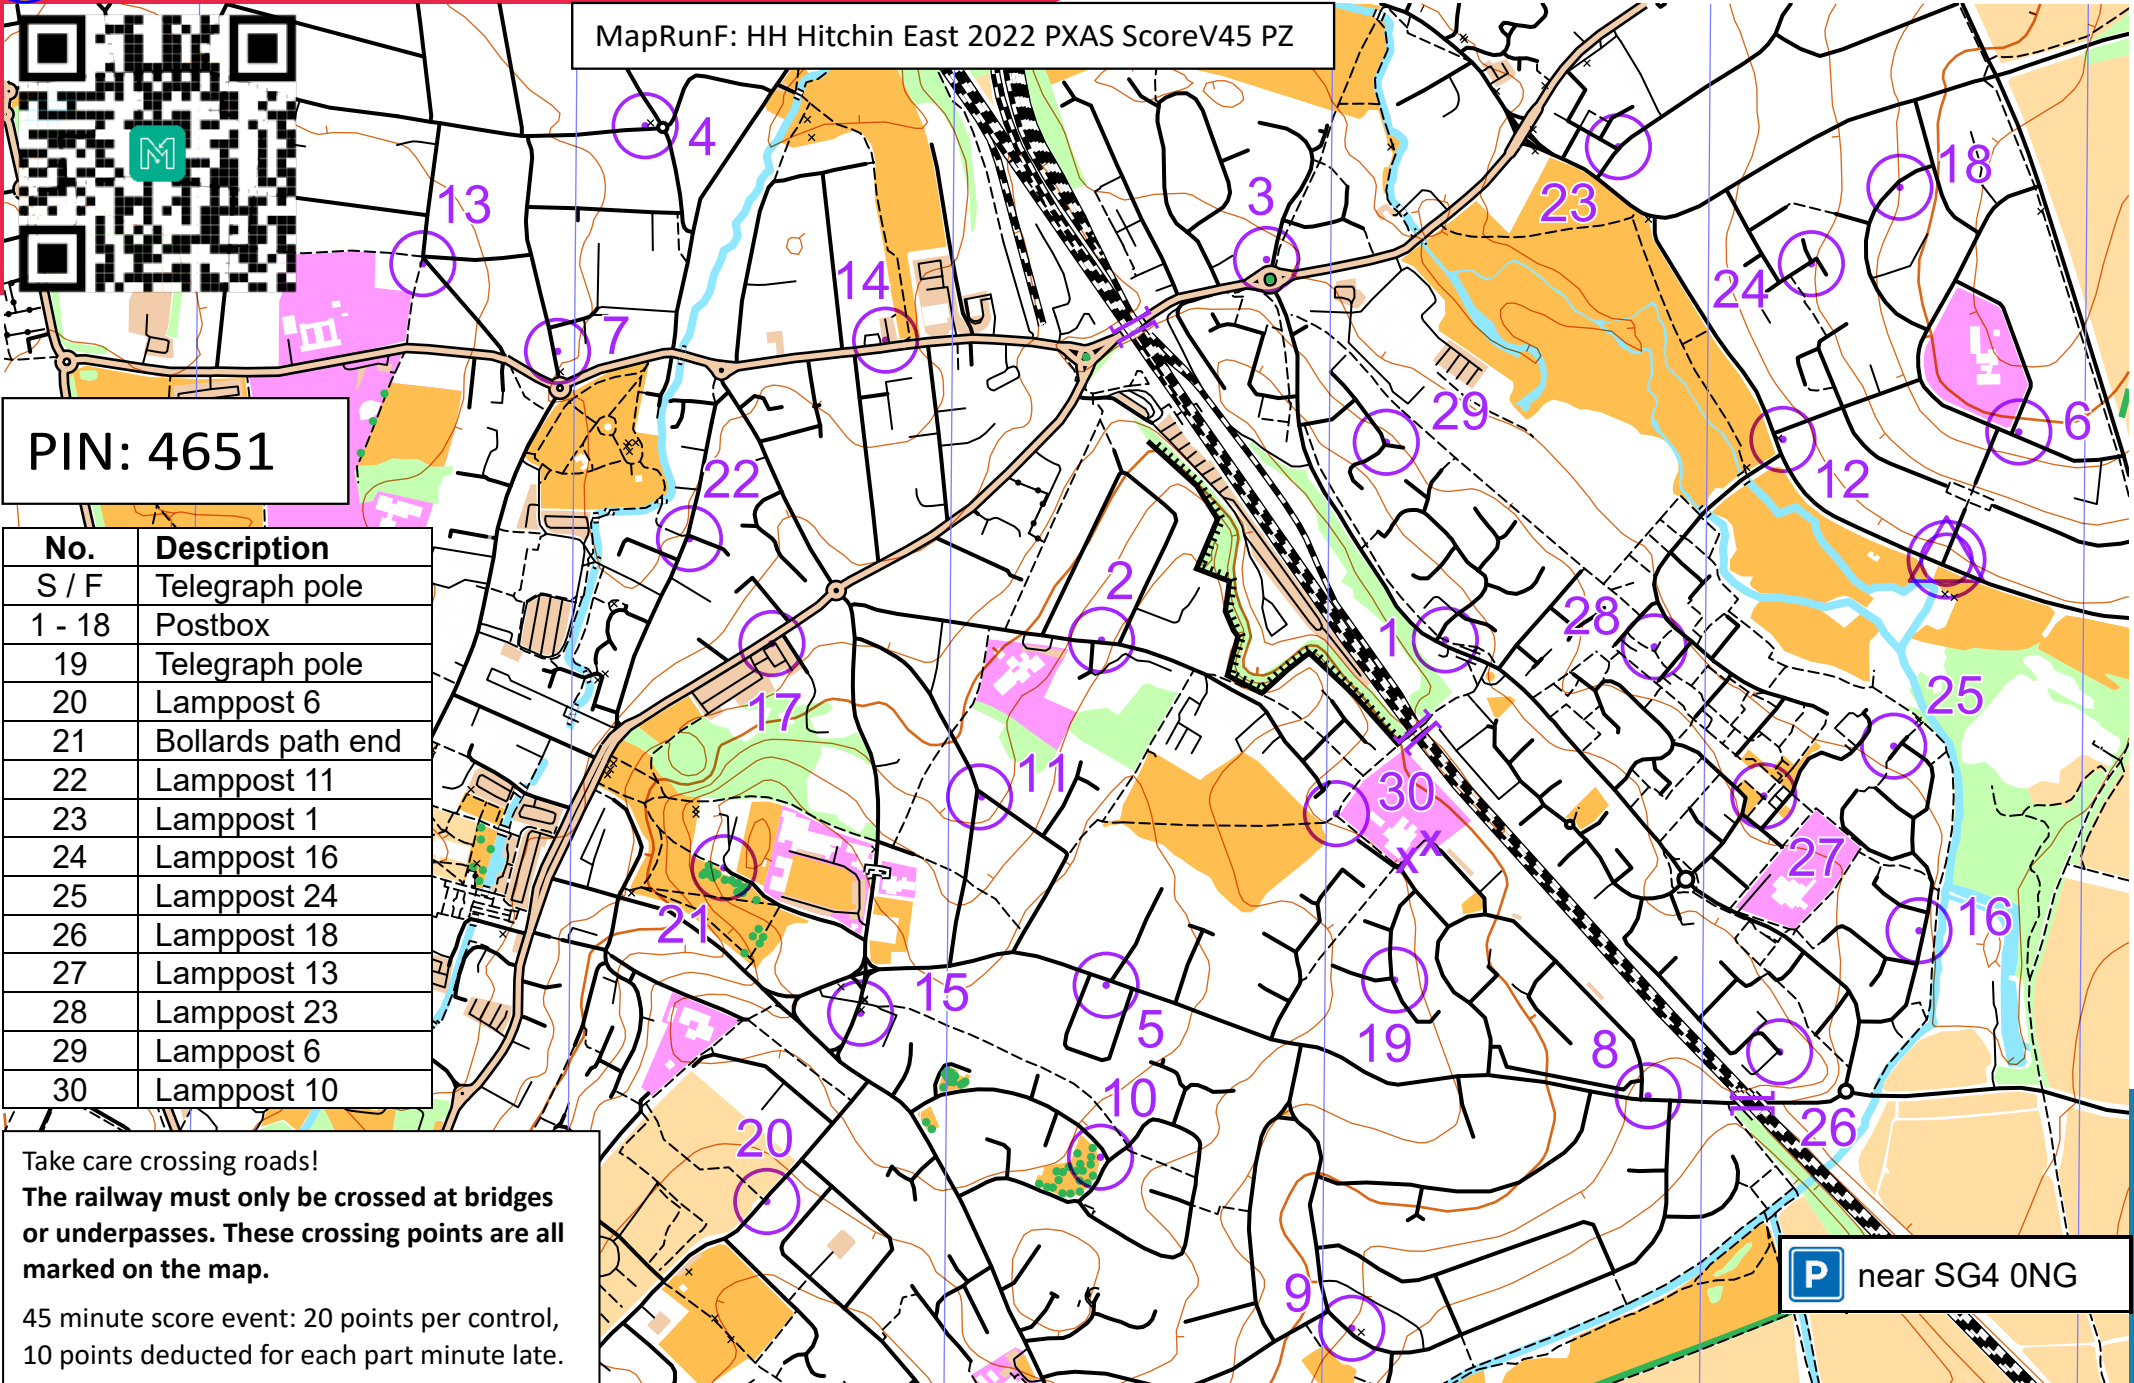 MapRunF: HH Hitchin East 2022 PXAS ScoreV45 PZ
4
3
23
18
13
14
24
7
29
6
PIN: 4651
22
12
No. Description
S / F Telegraph pole
1 - 18 Postbox
19 Telegraph pole
20 Lamppost 6
21 Bollards path end
22 Lamppost 11
23 Lamppost 1
24 Lamppost 16
25 Lamppost 24
26 Lamppost 18
27 Lamppost 13
28 Lamppost 23
29 Lamppost 6
30 Lamppost 10
2
1
28
17
25
11
30
27
21
16
15
5
19
8
10
20
26
9
Take care crossing roads!
The railway must only be crossed at bridges
or underpasses. These crossing points are all
marked on the map.
45 minute score event: 20 points per control,
10 points deducted for each part minute late.
P near SG4 0NG